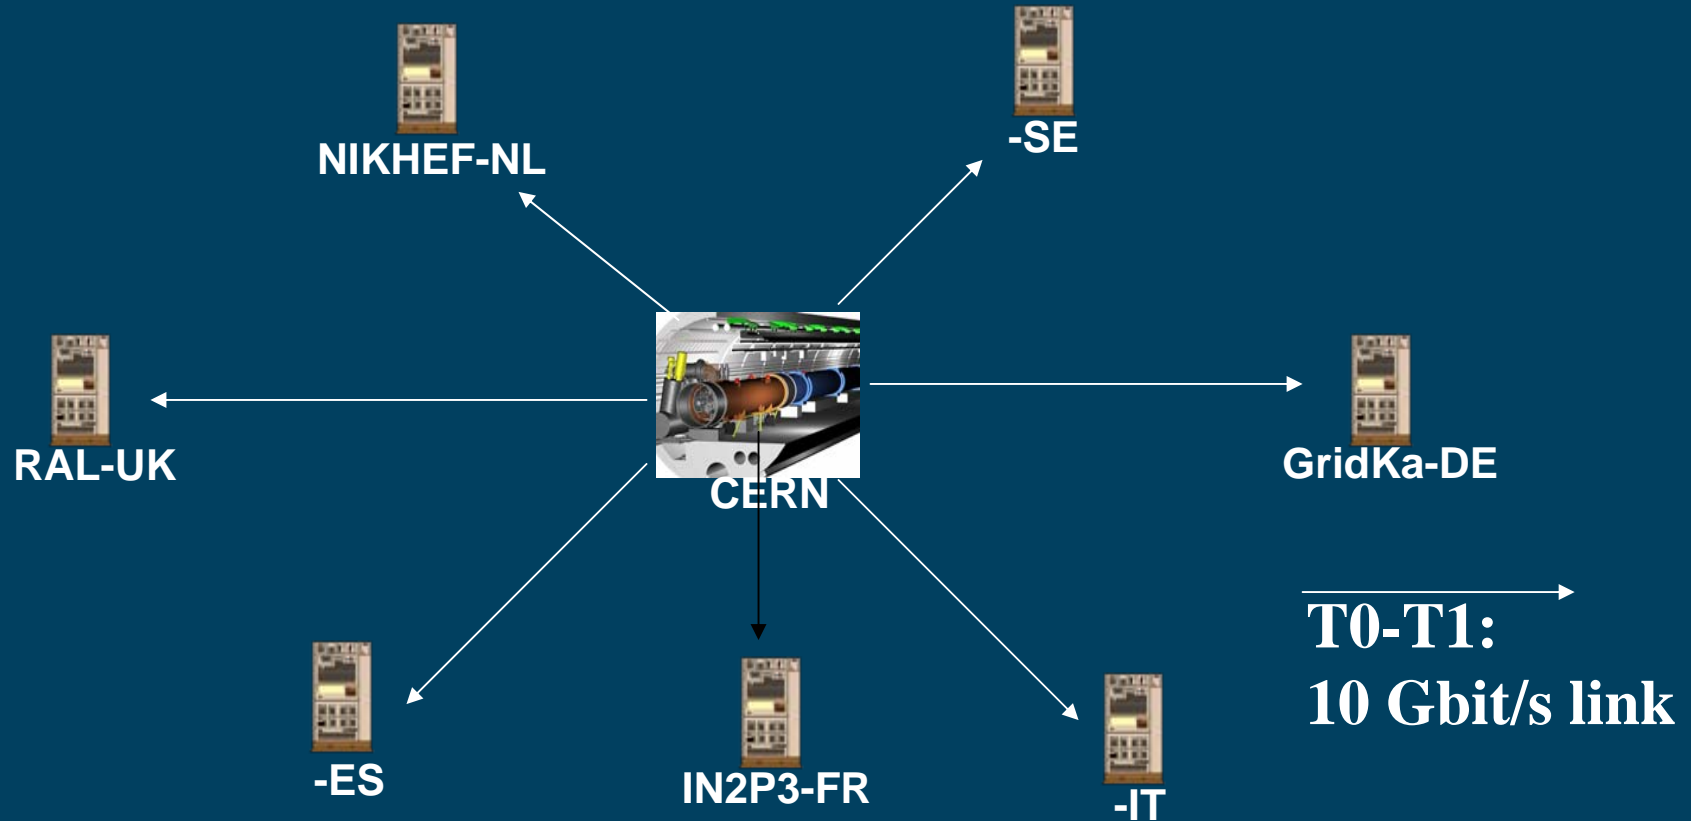 -SE
NIKHEF-NL
RAL-UK
GridKa-DE
CERN
T0-T1:
10 Gbit/s link
-ES
IN2P3-FR
-IT